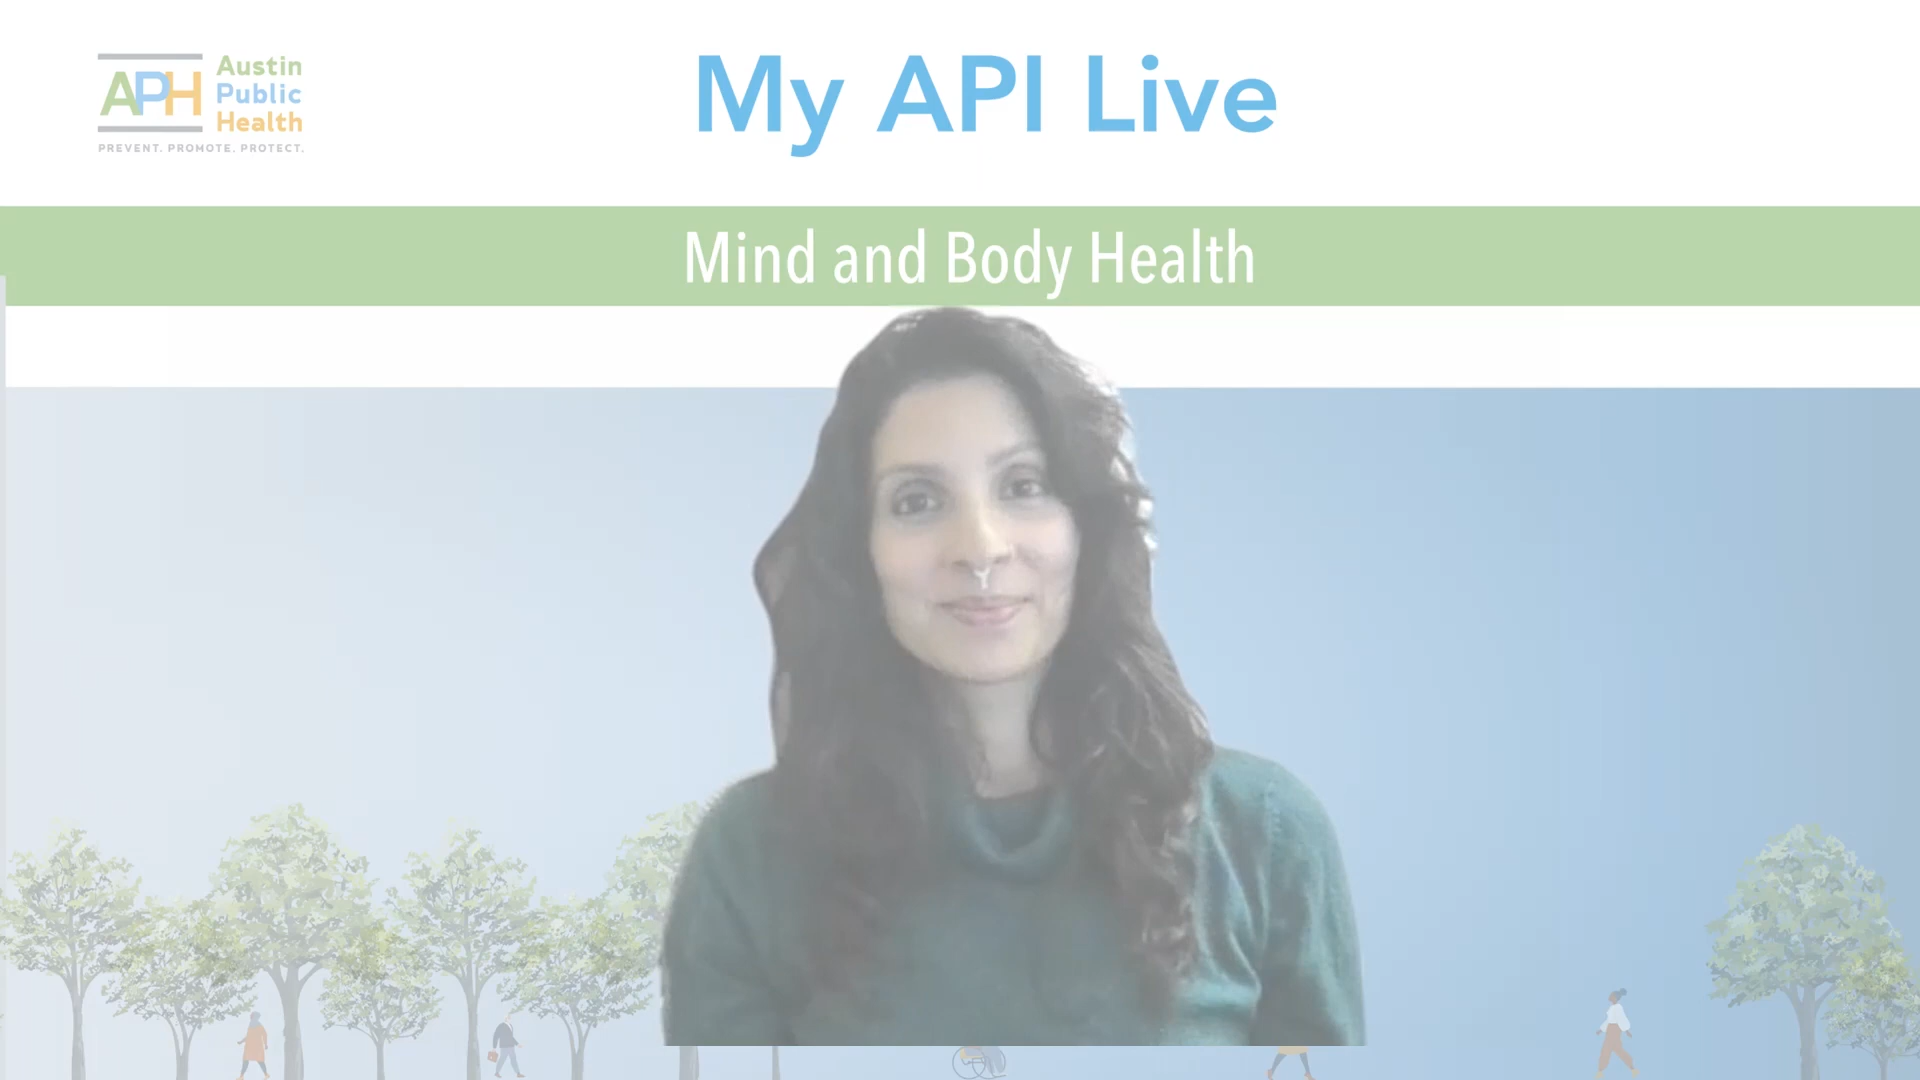 APH
Austin
Public
Health
PREVENT. PROMOTE. PROTECT.
My API Live
Mind and Body Health